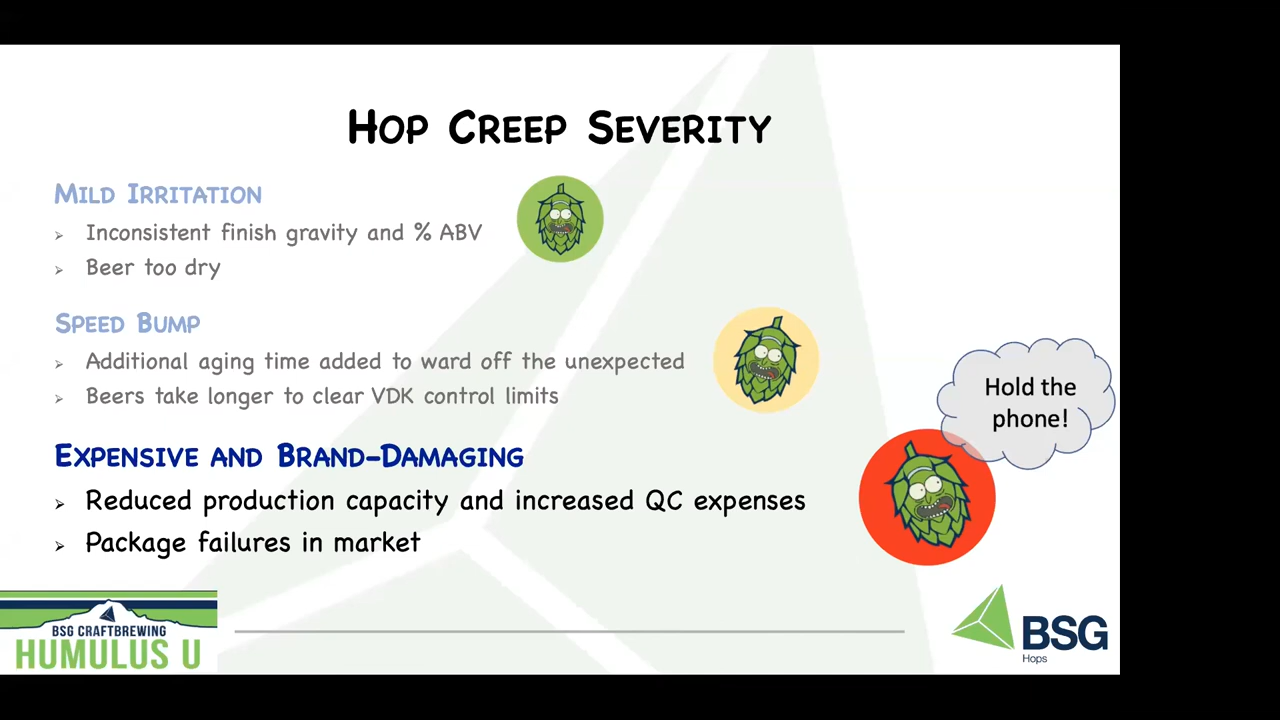 Hop Creep Severity
Mild Irritation
Inconsistent finish gravity and % ABV
Beer too dry
Speed Bump
Additional aging time added to ward off the unexpected
Beers take longer to clear VDK control limits
Hold the
phone!
Expensive and Brand-Damaging
Reduced production capacity and increased QC expenses
Package failures in market
BSG CRAFTBREWING
HUMULUS U
BSG
Hops